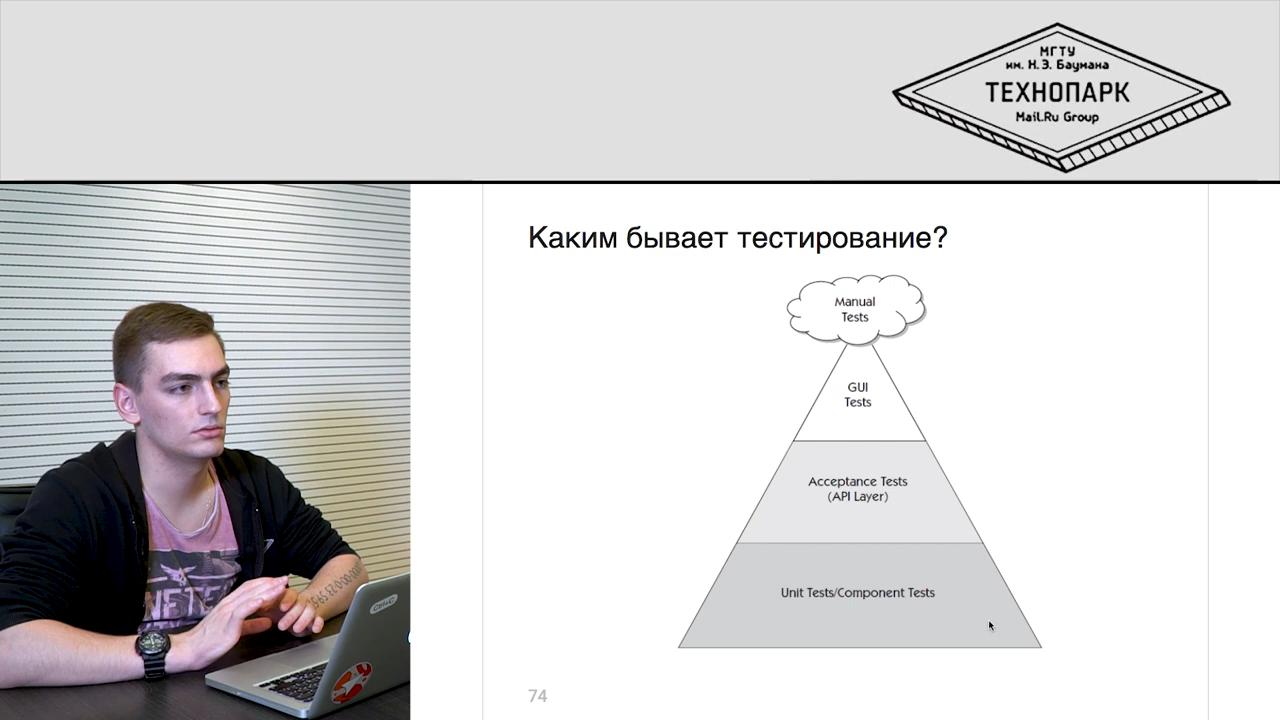 МГТУ
им. Н.Э. Баумана
ТЕХНОПАРК
Mail.Ru Group
Каким бывает тестирование?
Manual
Tests
GUI
Tests
Acceptance Tests
(API Layer)
Unit Tests/Component Tests
74